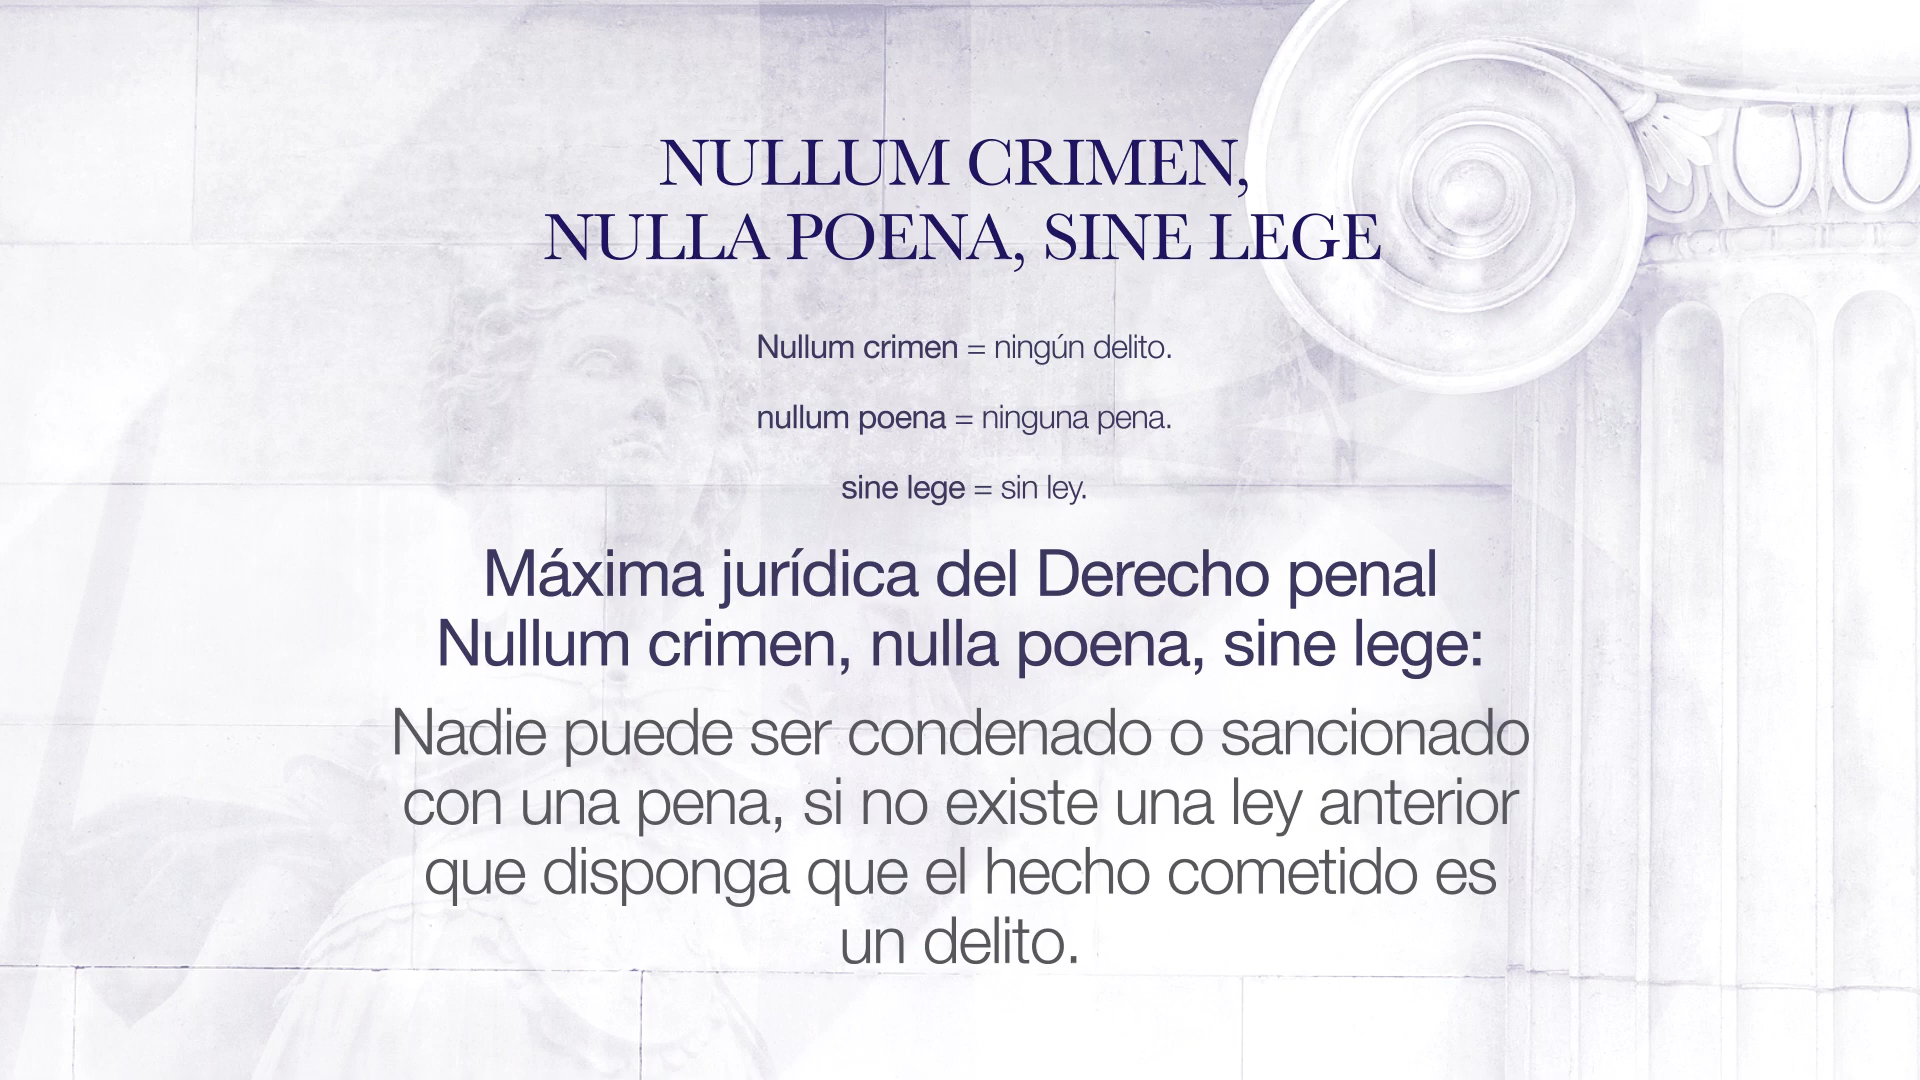 NULLUM CRIMEN,
NULLA POENA, SINE LEGE
Nullum crimen = ningún delito.
nullum poena = ninguna pena.
sine lege = sin ley.
Máxima jurídica del Derecho penal
Nullum crimen, nulla poena, sine lege:
Nadie puede ser condenado o sancionado
con una pena, si no existe una ley anterior
que disponga que el hecho cometido es
un delito.